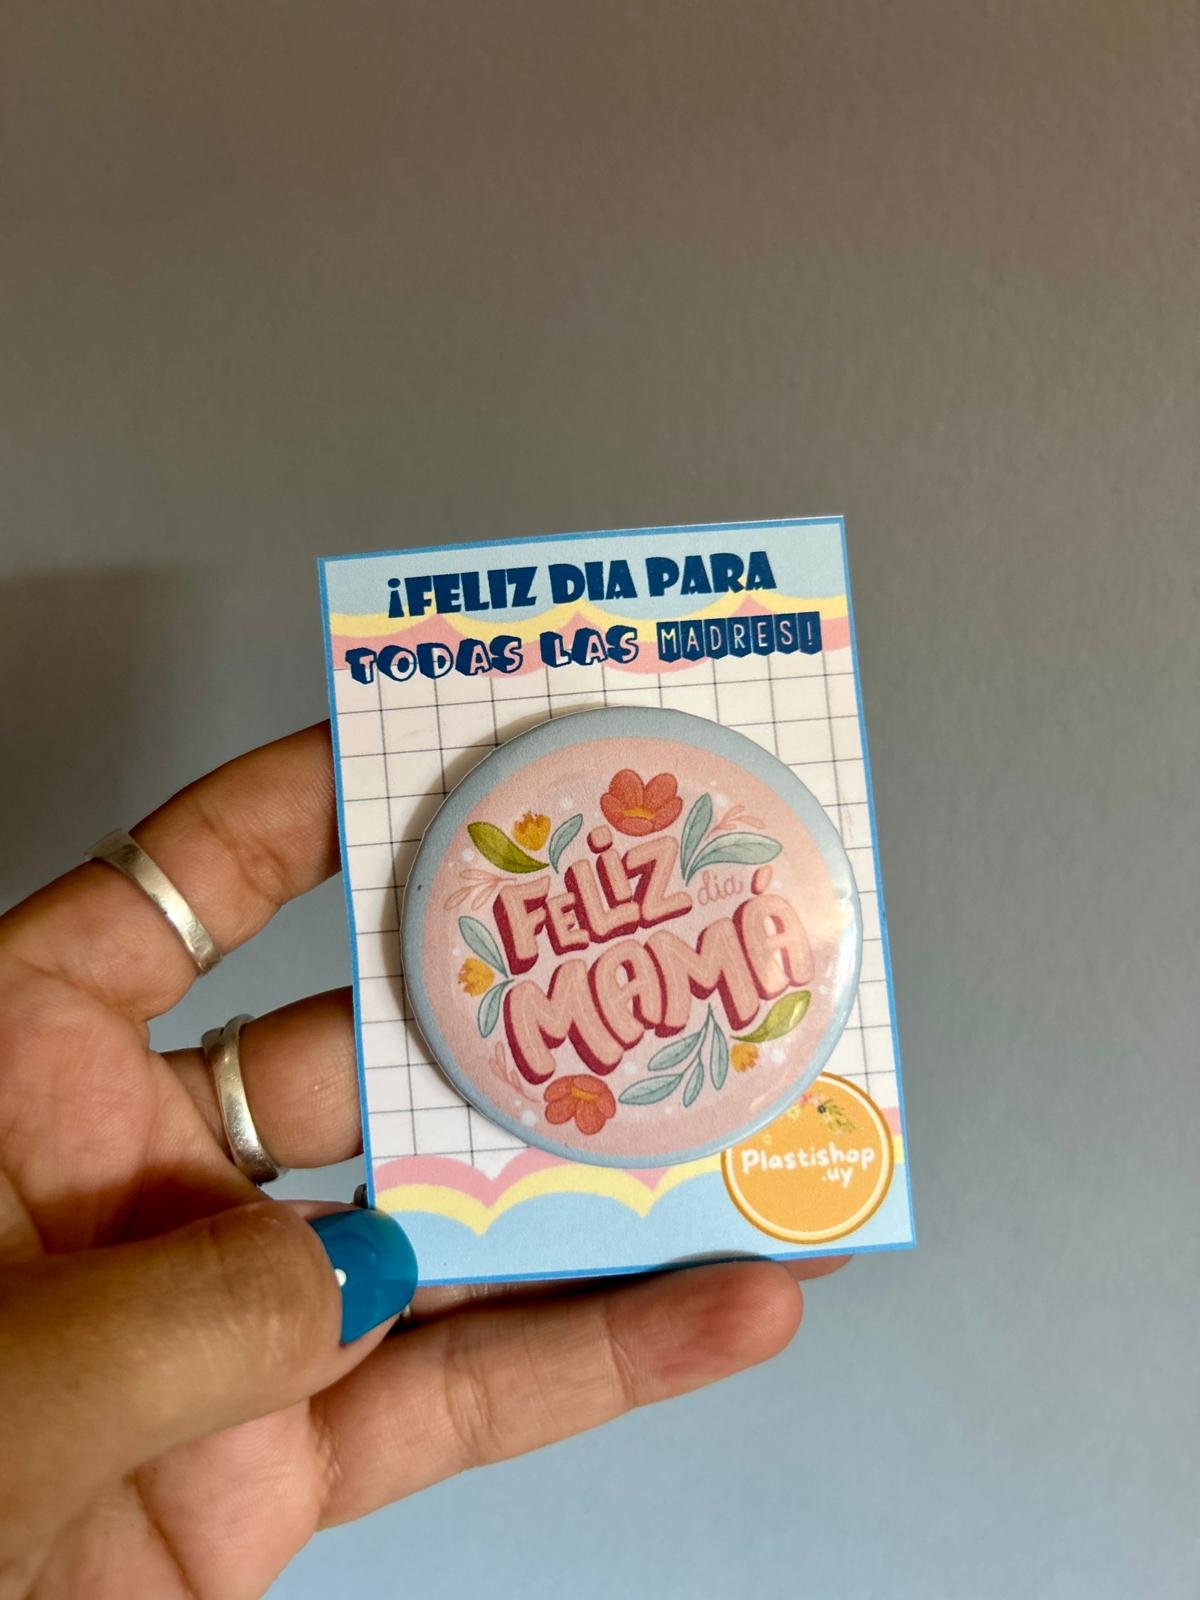 ¡FELIZ DIA PARA
TODAS LAS MADRES!
FELIZ dia
MAMÁ
Plastishop
.uy